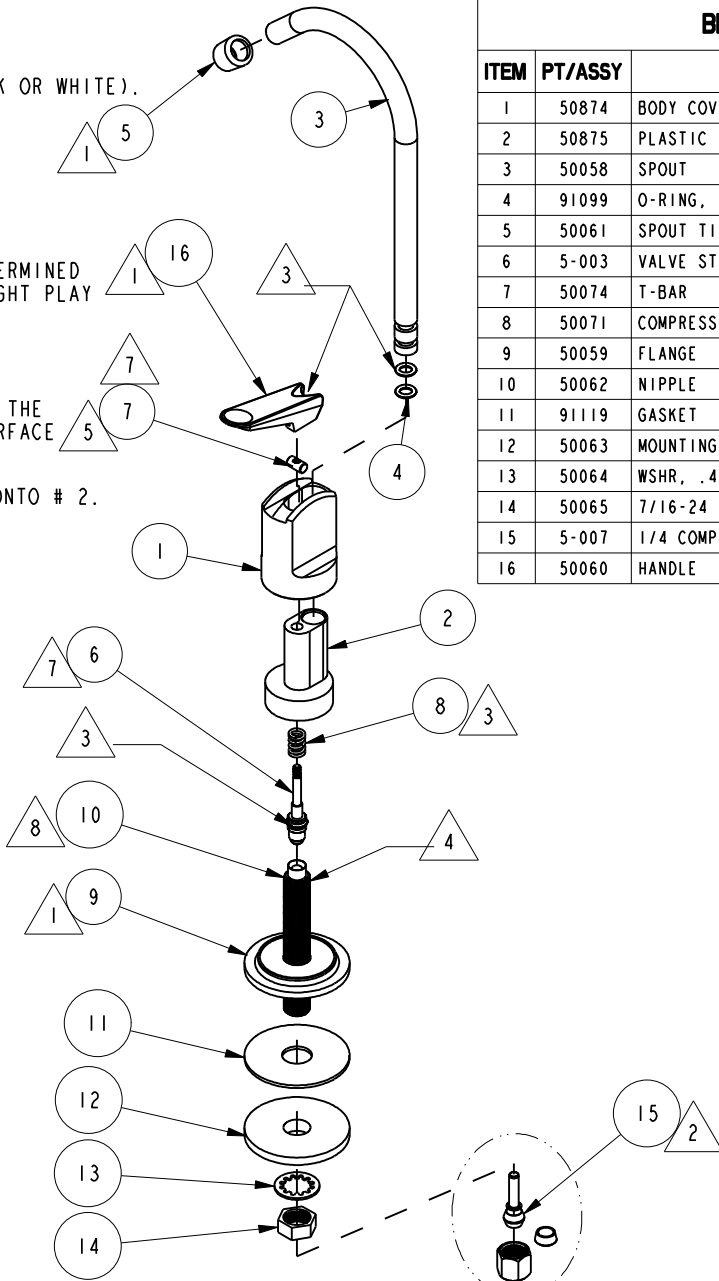 BI
K OR WHITE).
ITEM PT/ASSY
1 50874 BODY COV
2 50875 PLASTIC
3 50058 SPOUT
4 91099 O-RING,
5 50061 SPOUT TI
6 5-003 VALVE ST
7 50074 T-BAR
8 50071 COMPRESS
9 50059 FLANGE
10 50062 NIPPLE
11 91119 GASKET
12 50063 MOUNTING
13 50064 WSHR, .4
14 50065 7/16-24
15 5-007 1/4 COMP
16 50060 HANDLE
3
5
1
16
1
3
ERMINED
GHT PLAY
7
7
5
THE
RFACE
4
ONTO # 2.
1
2
6
7
8
3
3
10
8
4
9
1
11
12
15
2
13
14